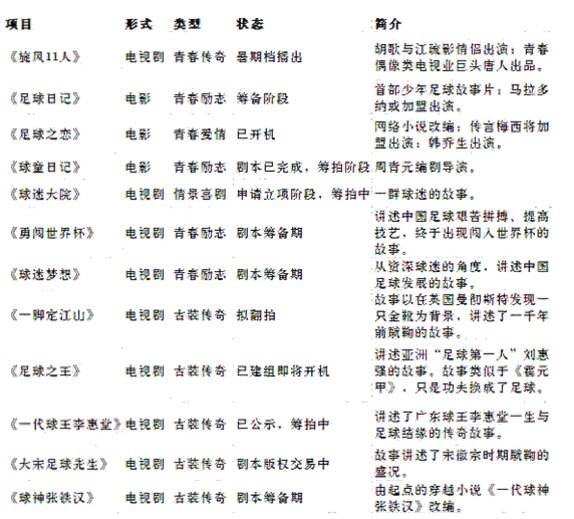 项目 形式 类型 状态 简介
《旋风11人》 电视剧 青春传奇 暑期档播出 胡歌与江疏影情侣出演；青春
偶像类电视业巨头唐人出品。
《足球日记》 电影 青春励志 筹备阶段 首部少年足球故事片；马拉多
纳或加盟出演。
《足球之恋》 电影 青春爱情 已开机 网络小说改编；传言梅西将加
盟出演；韩乔生出演。
《球童日记》 电影 青春励志 剧本已完成，筹拍阶段 周青元编剧导演。
《球迷大院》 电视剧 情景喜剧 申请立项阶段，筹拍中 一群球迷的故事。
《勇闯世界杯》 电视剧 青春励志 剧本筹备期 讲述中国足球艰苦拼搏、提高
技艺，终于出现闯入世界杯的
故事。
《球迷梦想》 电视剧 青春励志 剧本筹备期 从资深球迷的角度，讲述中国
足球发展的故事。
《一脚定江山》 电视剧 古装传奇 拟翻拍 故事以在英国曼彻斯特发现一
只金靴为背景，讲述了一千年
前蹴鞠的故事。
《足球之王》 电视剧 古装传奇 已建组即将开机 讲述亚洲“足球第一人”刘惠
强的故事。故事类似于《霍元
甲》，只是功夫换成了足球。
《一代球王李惠堂》 电视剧 古装传奇 已公示，筹拍中 讲述了广东球王李惠堂一生与
足球结缘的传奇故事。
《大宋足球先生》 电视剧 古装传奇 剧本版权交易中 故事讲述了宋徽宗时期蹴鞠的
盛况。
《球神张铁汉》 电视剧 古装传奇 剧本筹备期 由起点的穿越小说《一代球神
张铁汉》改编。